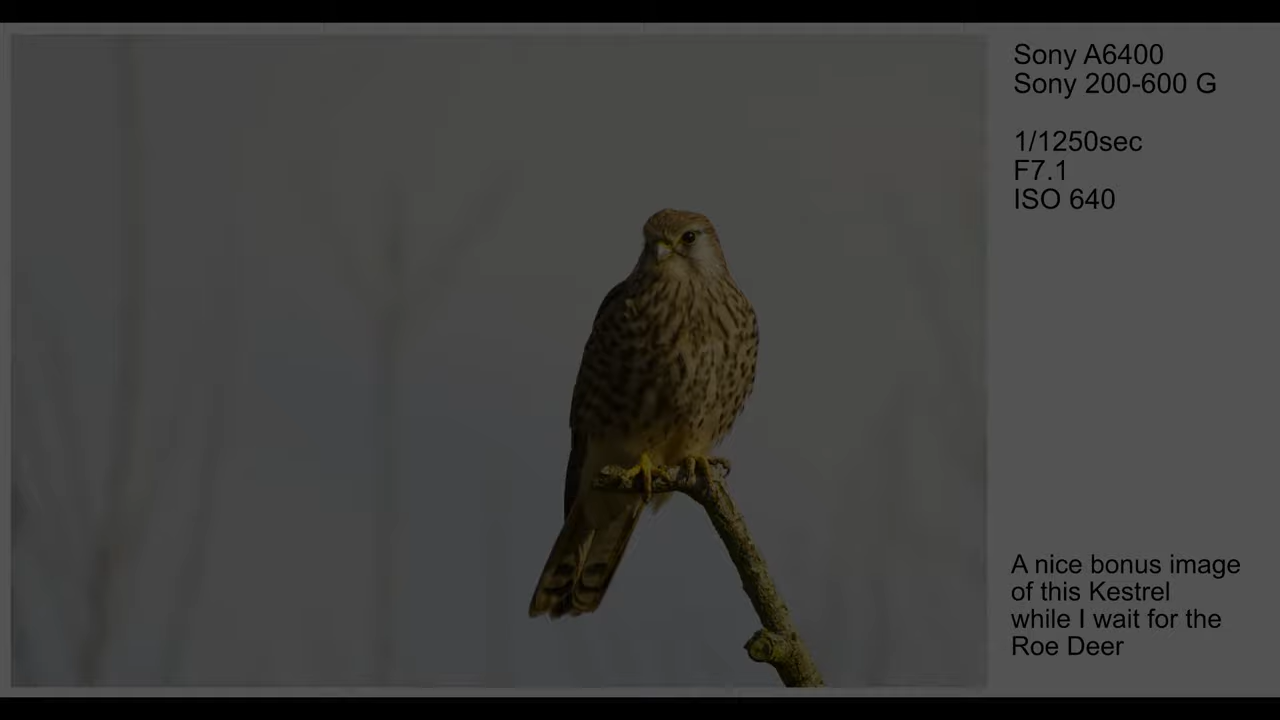 Sony A6400
Sony 200-600 G
1/1250sec
F7.1
ISO 640
A nice bonus image
of this Kestrel
while I wait for the
Roe Deer